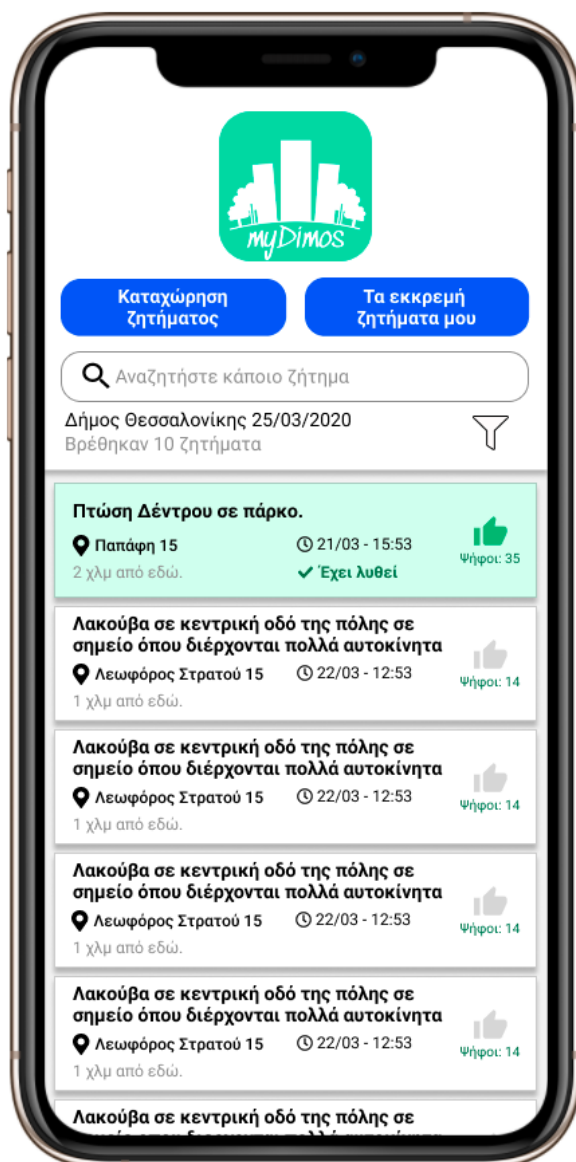 myDimos
Καταχώρηση
ζητήματος
Τα εκκρεμή
ζητήματα μου
Αναζητήστε κάποιο ζήτημα
Δήμος Θεσσαλονίκης 25/03/2020
Βρέθηκαν 10 ζητήματα
Πτώση Δέντρου σε πάρκο.
Παπάφη 15
21/03 - 15:53
2 χλμ από εδώ.
Έχει λυθεί
Ψήφοι: 35
Λακούβα σε κεντρική οδό της πόλης σε
σημείο όπου διέρχονται πολλά αυτοκίνητα
Λεωφόρος Στρατού 15
22/03 - 12:53
1 χλμ από εδώ.
Ψήφοι: 14
Λακούβα σε κεντρική οδό της πόλης σε
σημείο όπου διέρχονται πολλά αυτοκίνητα
Λεωφόρος Στρατού 15
22/03 - 12:53
1 χλμ από εδώ.
Ψήφοι: 14
Λακούβα σε κεντρική οδό της πόλης σε
σημείο όπου διέρχονται πολλά αυτοκίνητα
Λεωφόρος Στρατού 15
22/03 - 12:53
1 χλμ από εδώ.
Ψήφοι: 14
Λακούβα σε κεντρική οδό της πόλης σε
σημείο όπου διέρχονται πολλά αυτοκίνητα
Λεωφόρος Στρατού 15
22/03 - 12:53
1 χλμ από εδώ.
Ψήφοι: 14
Λακούβα σε κεντρική οδό της πόλης σε